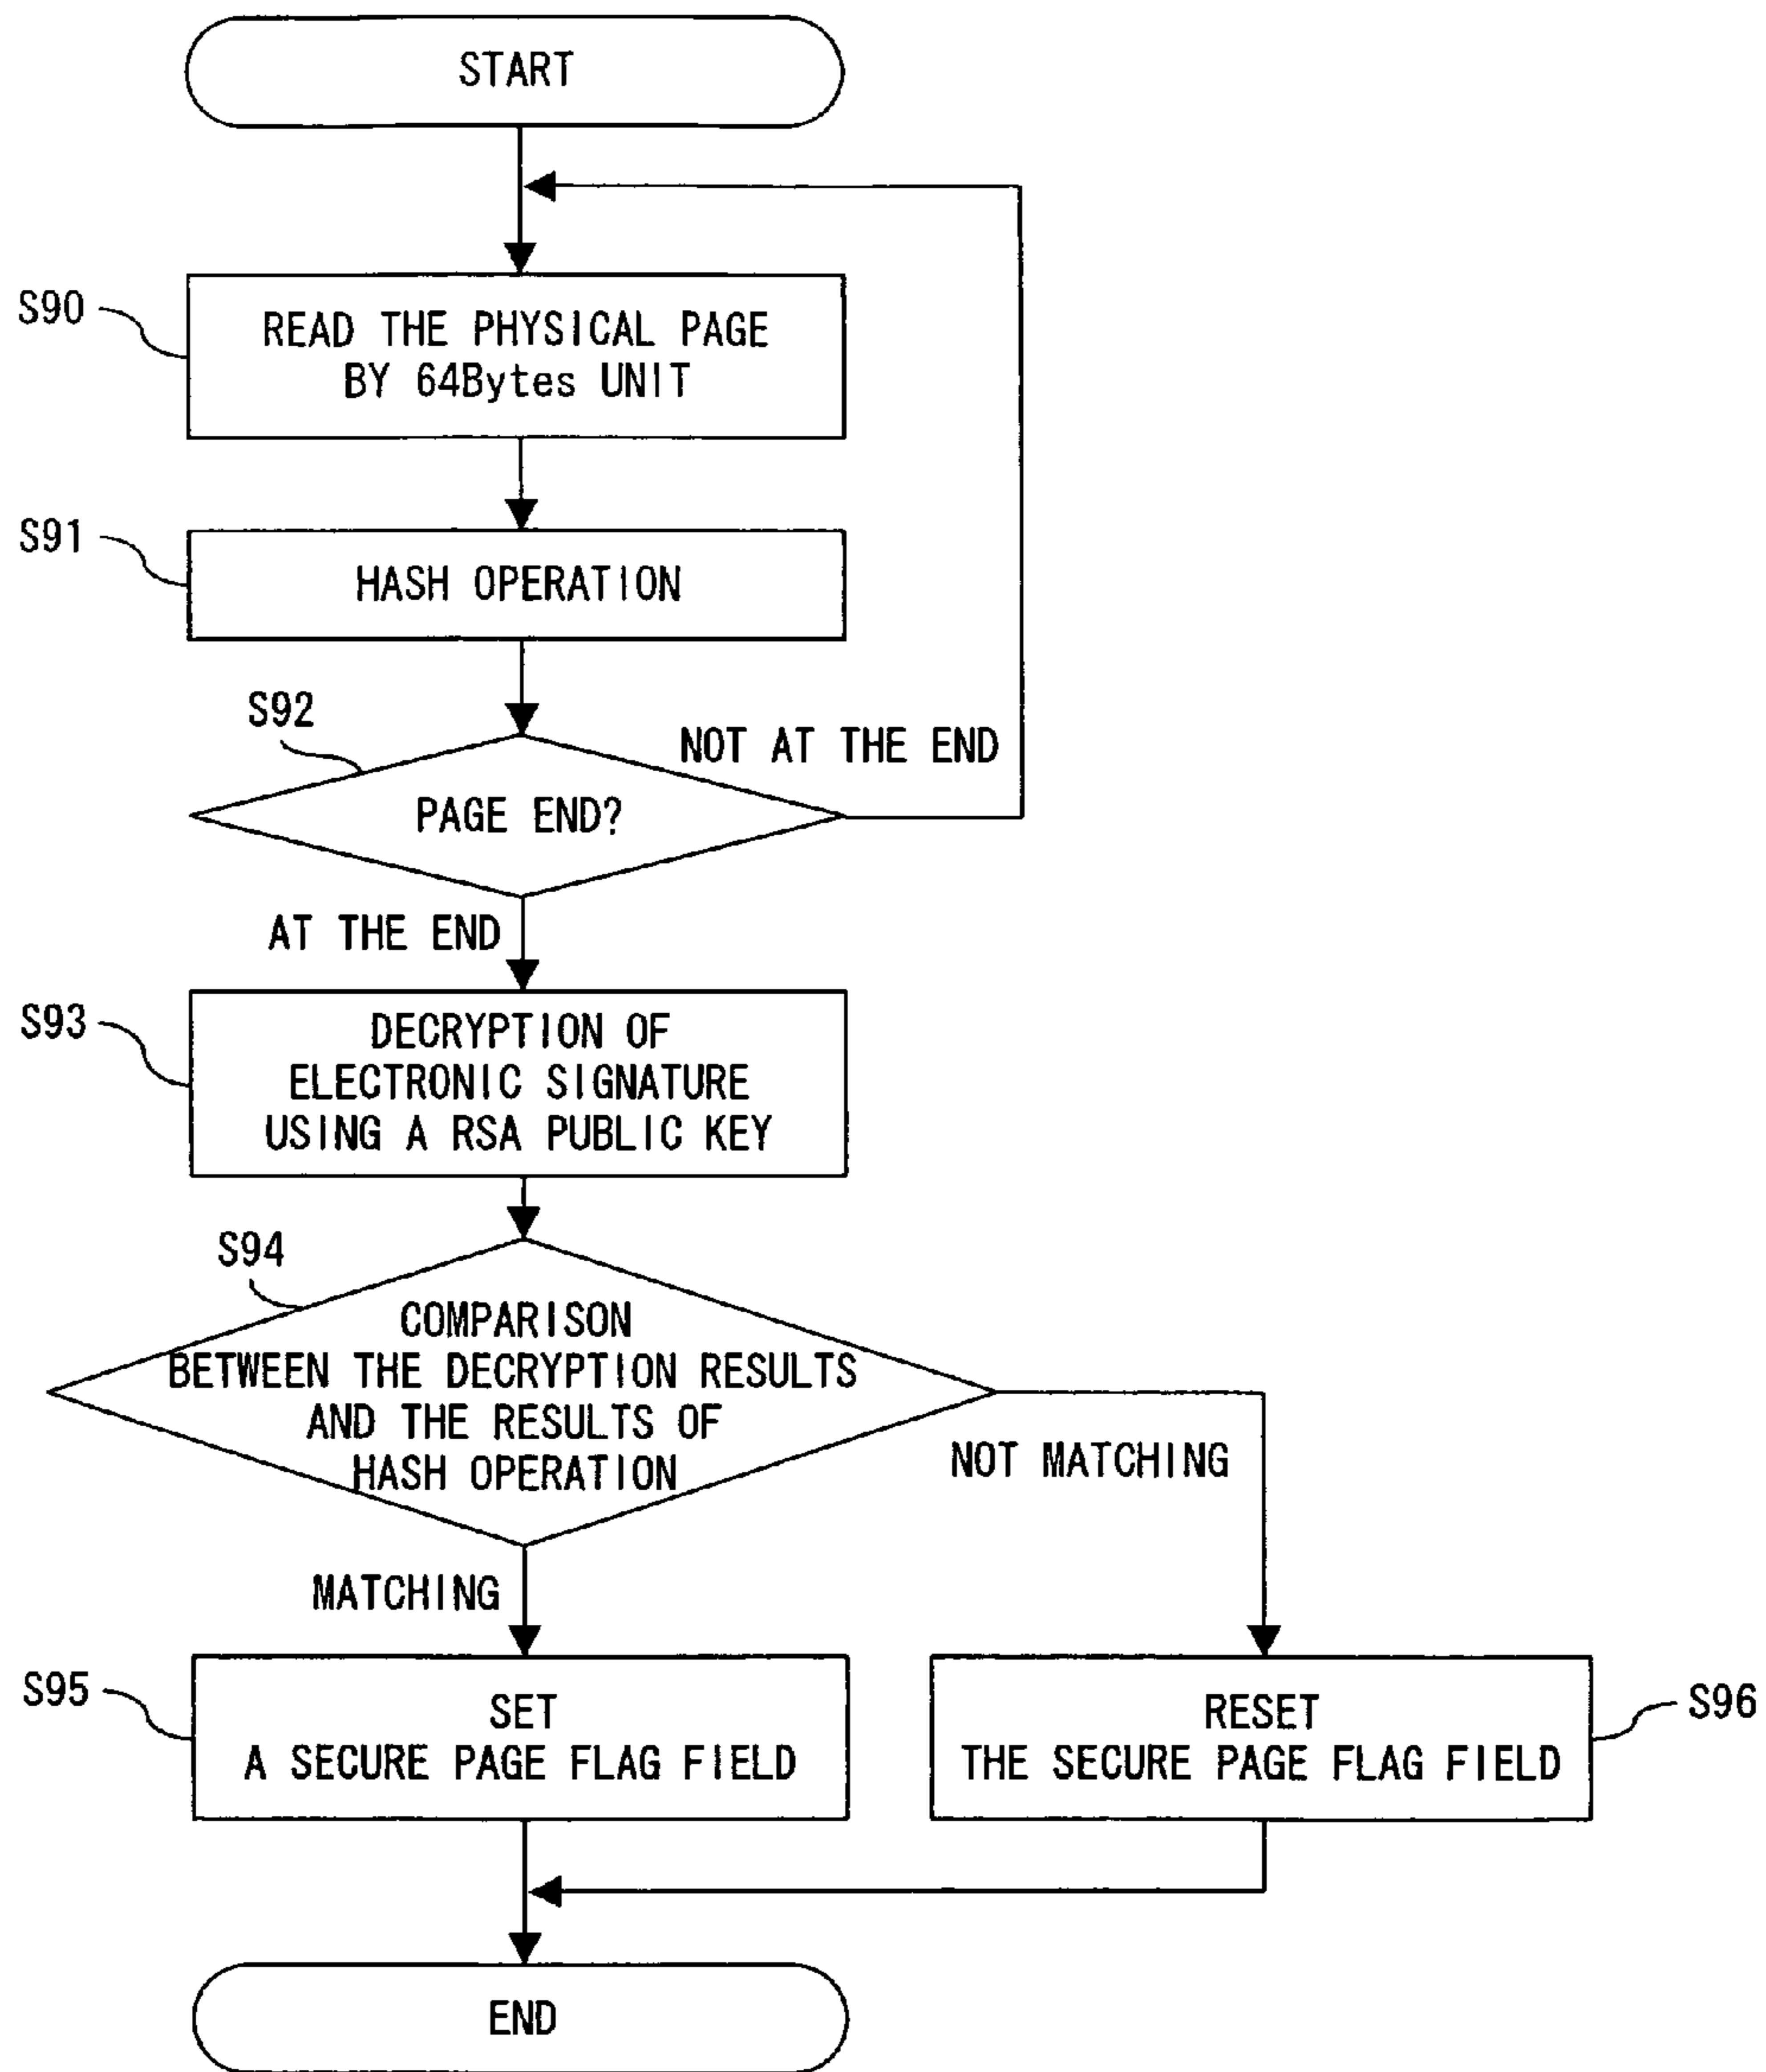 START
S90
READ THE PHYSICAL PAGE
BY 64Bytes UNIT
S91
HASH OPERATION
S92
NOT AT THE END
PAGE END?
AT THE END
S93
DECRYPTION OF
ELECTRONIC SIGNATURE
USING A RSA PUBLIC KEY
S94
COMPARISON
BETWEEN THE DECRYPTION RESULTS
AND THE RESULTS OF
HASH OPERATION
NOT MATCHING
MATCHING
S95
SET
A SECURE PAGE FLAG FIELD
RESET
THE SECURE PAGE FLAG FIELD
S96
END